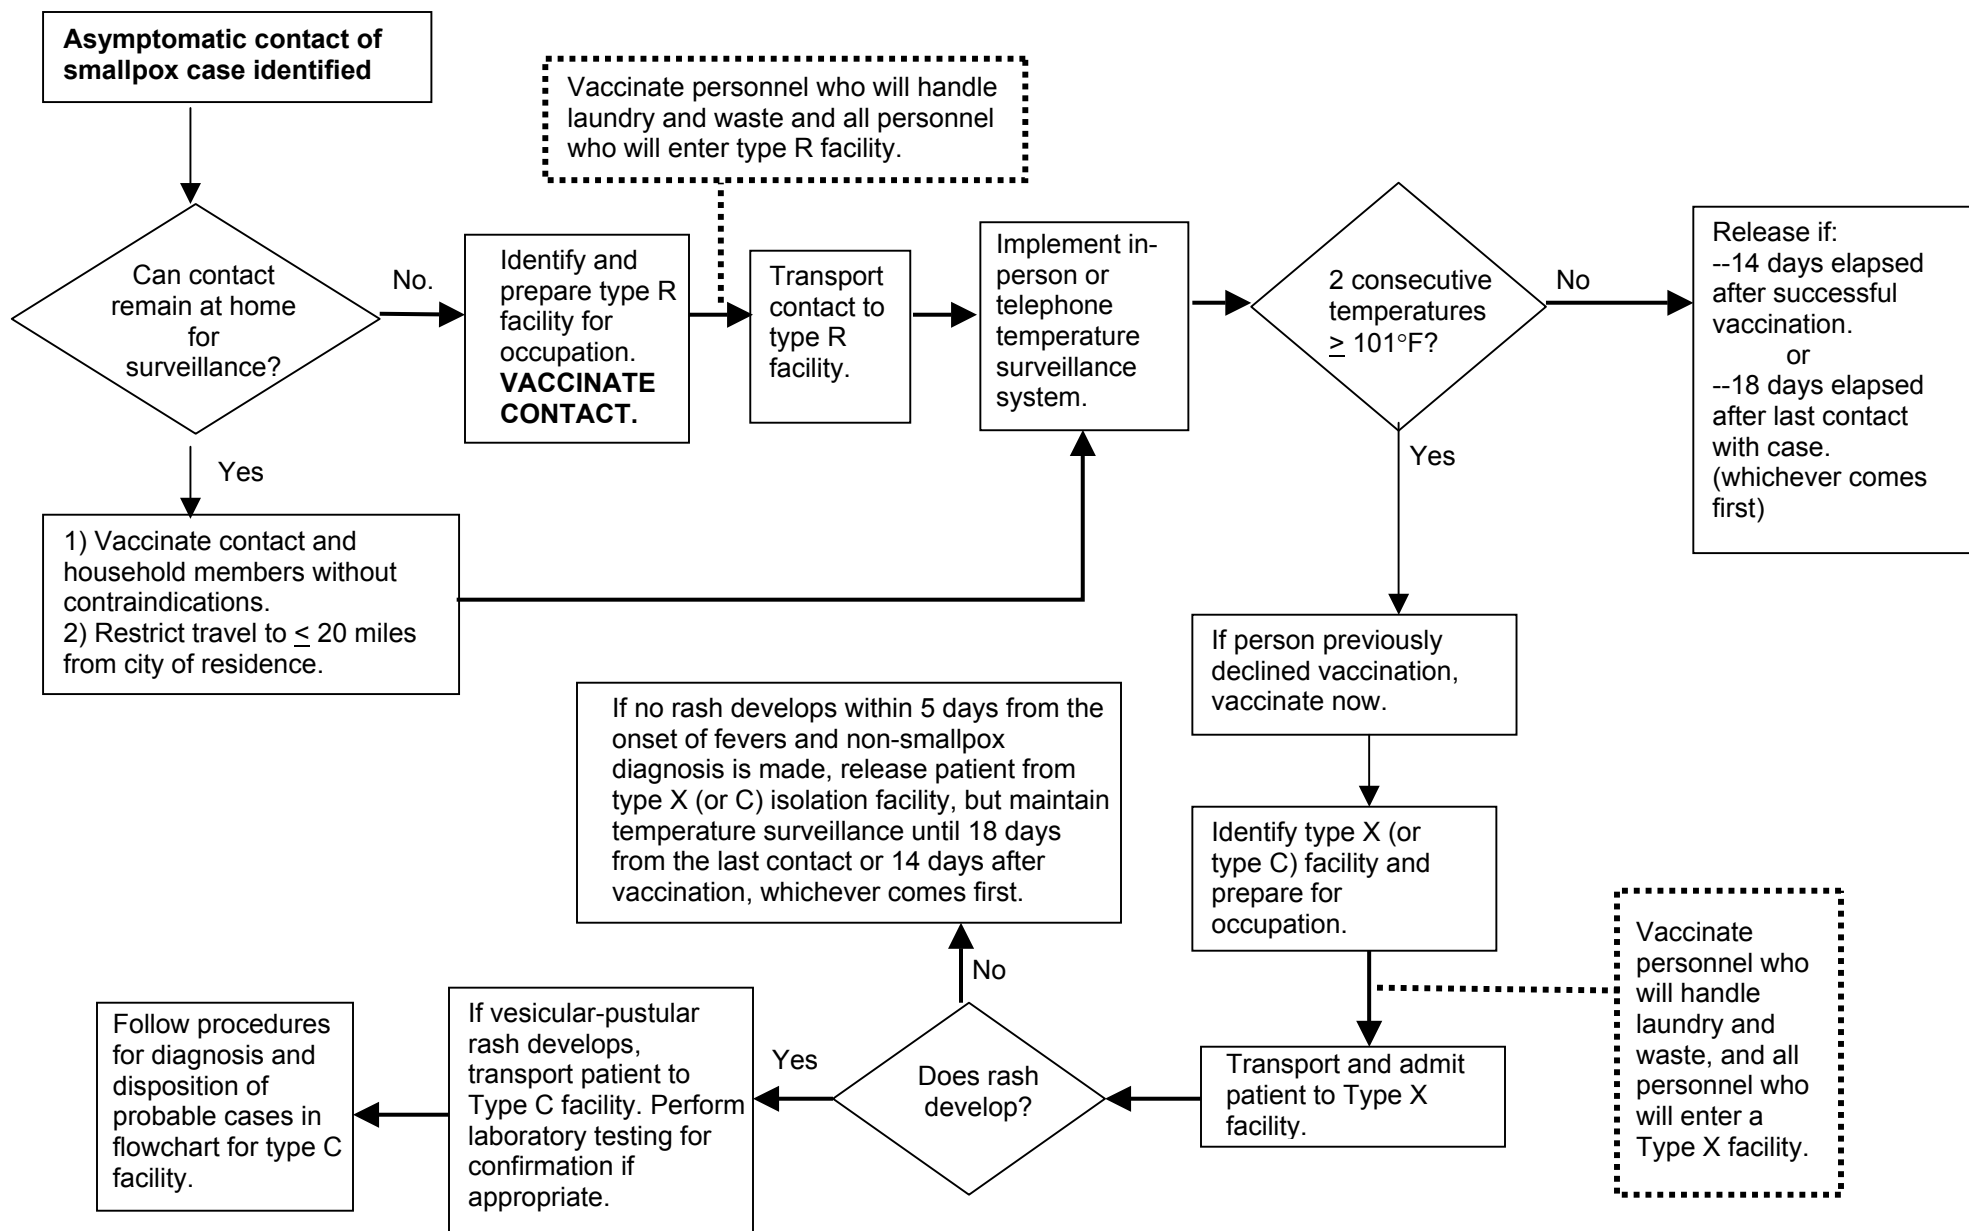 Asymptomatic contact of
smallpox case identified
Vaccinate personnel who will handle
laundry and waste and all personnel
who will enter type R facility.
Can contact
remain at home
for
surveillance?
No.
Identify and
prepare type R
facility for
occupation.
VACCINATE
CONTACT.
Transport
contact to
type R
facility.
Implement in-
person or
telephone
temperature
surveillance
system.
2 consecutive
temperatures
≥ 101°F?
No
Release if:
--14 days elapsed
after successful
vaccination.
or
--18 days elapsed
after last contact
with case.
(whichever comes
first)
Yes
Yes
1) Vaccinate contact and
household members without
contraindications.
2) Restrict travel to ≤ 20 miles
from city of residence.
If person previously
declined vaccination,
vaccinate now.
If no rash develops within 5 days from the
onset of fevers and non-smallpox
diagnosis is made, release patient from
type X (or C) isolation facility, but maintain
temperature surveillance until 18 days
from the last contact or 14 days after
vaccination, whichever comes first.
Identify type X (or
type C) facility and
prepare for
occupation.
Vaccinate
personnel who
will handle
laundry and
waste, and all
personnel who
will enter a
Type X facility.
No
Follow procedures
for diagnosis and
disposition of
probable cases in
flowchart for type C
facility.
If vesicular-pustular
rash develops,
transport patient to
Type C facility. Perform
laboratory testing for
confirmation if
appropriate.
Yes
Does rash
develop?
Transport and admit
patient to Type X
facility.